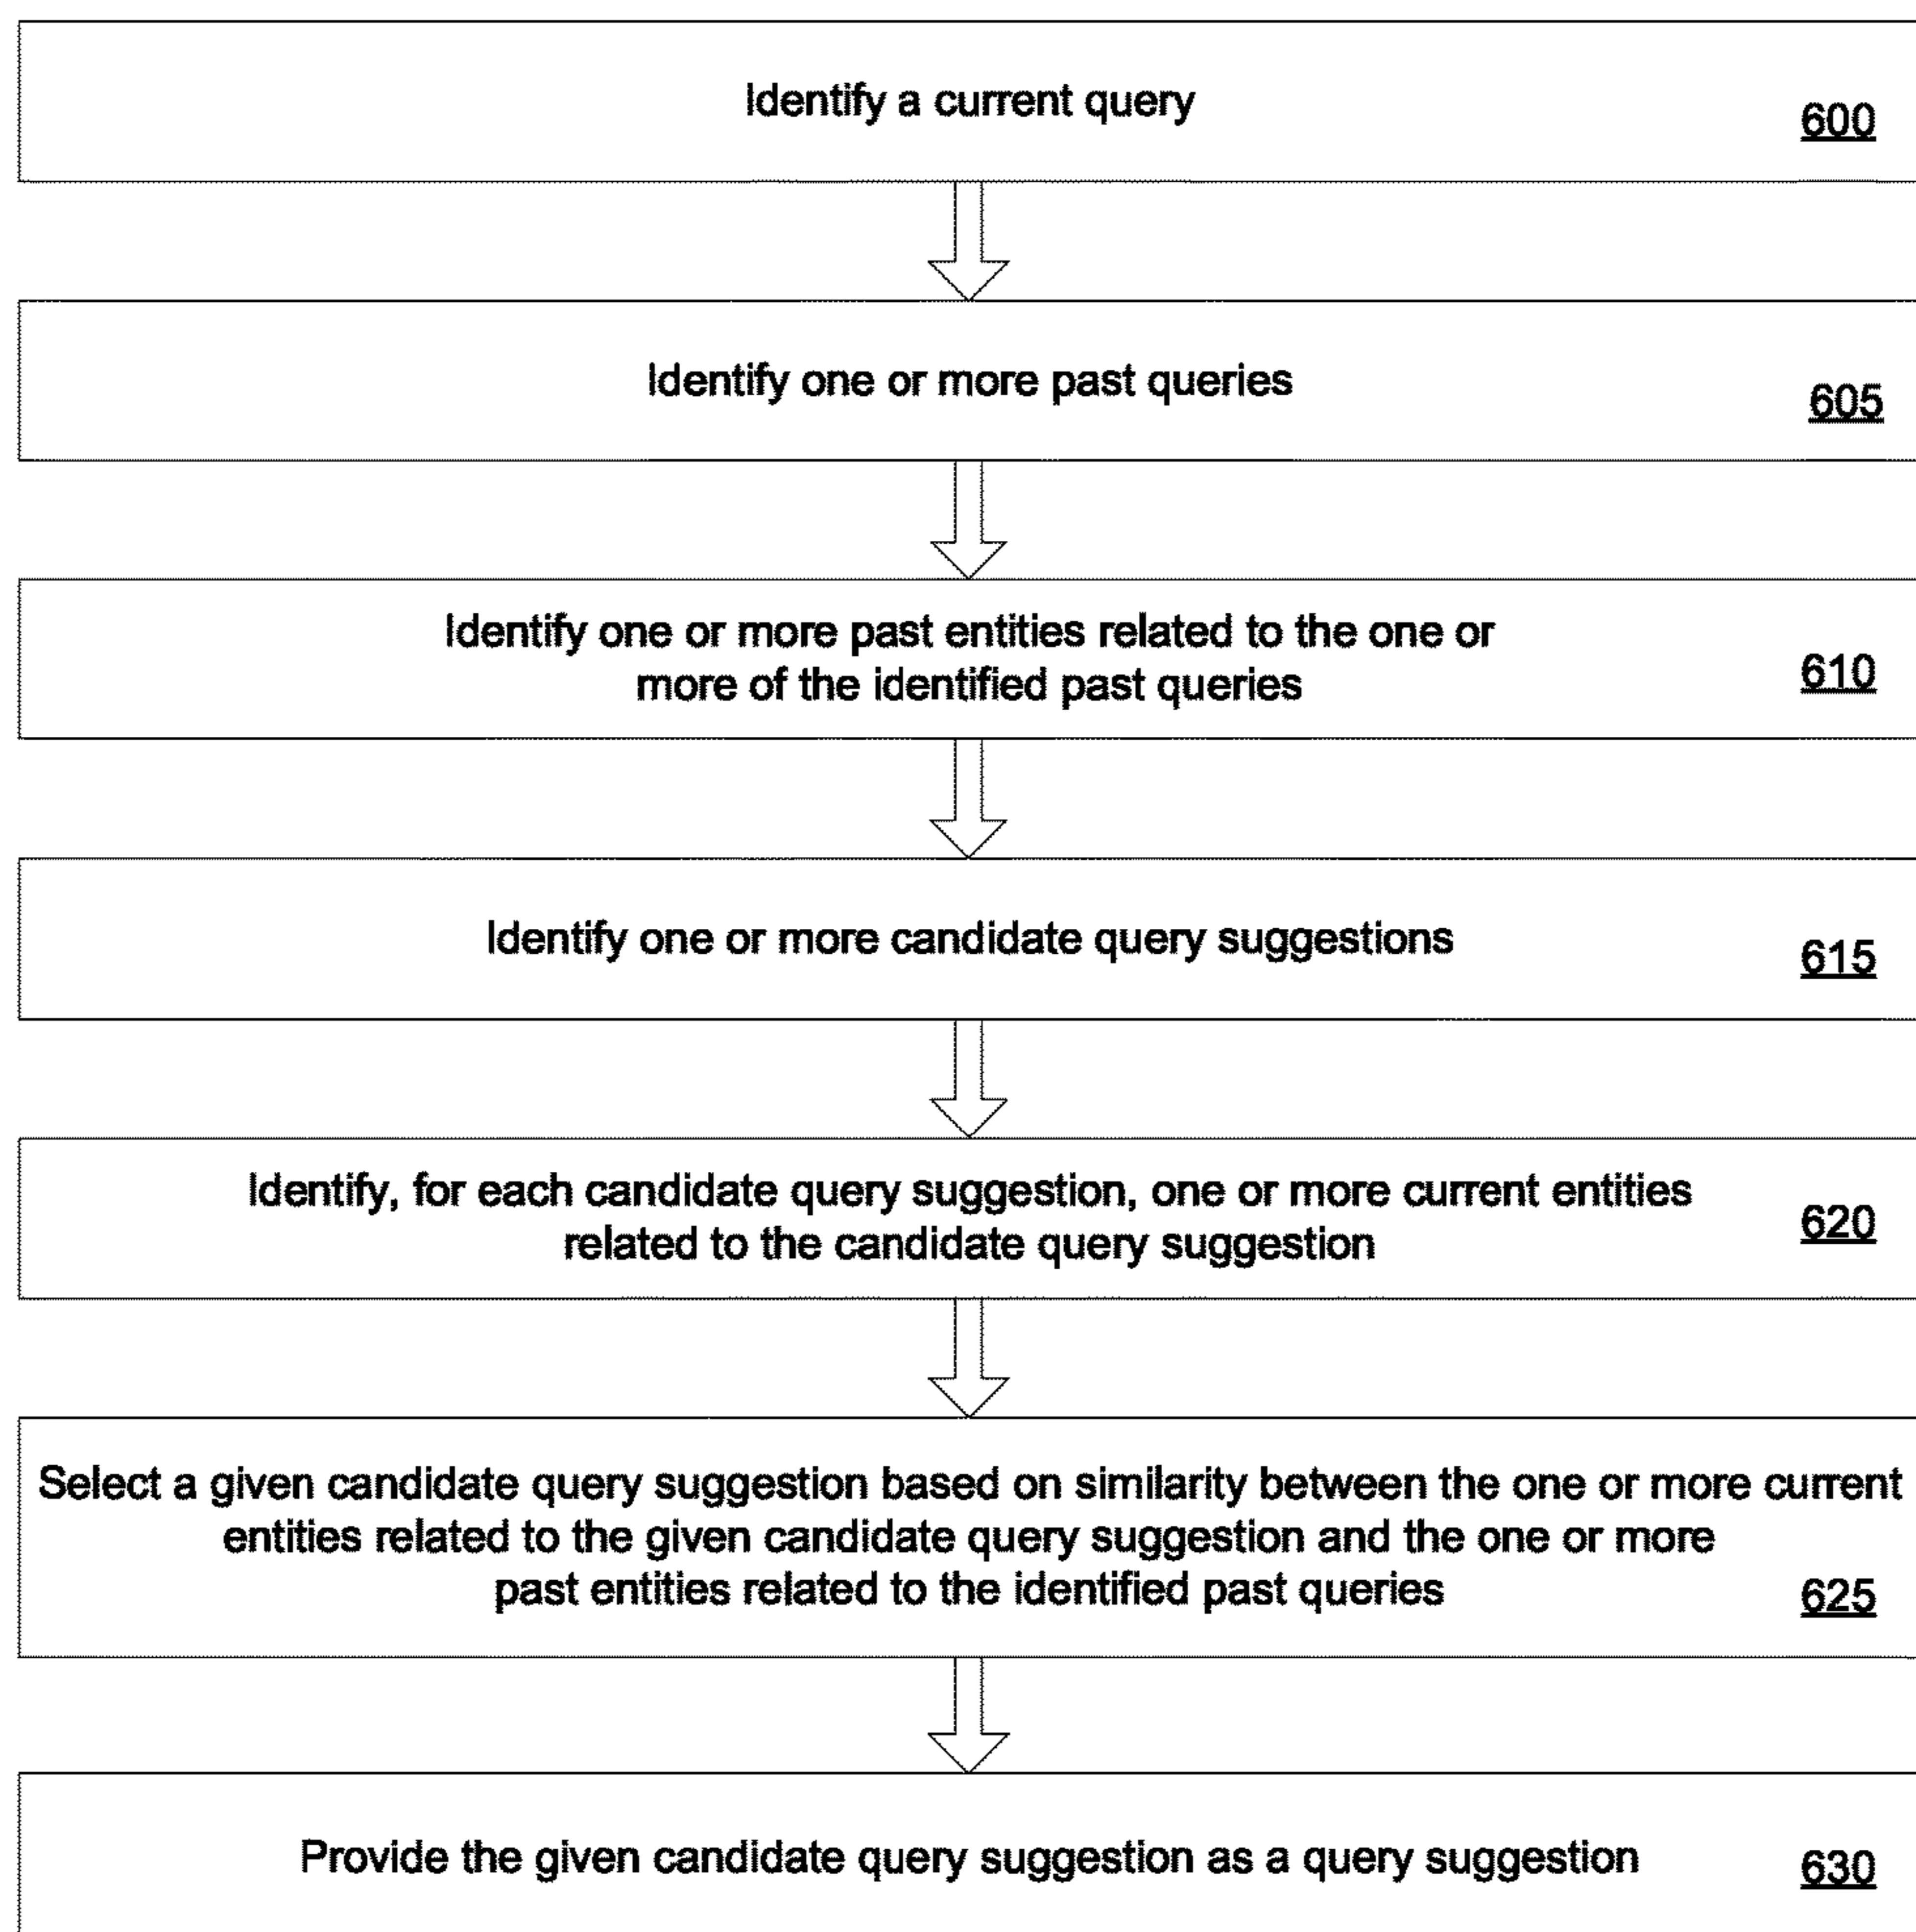 Identify a current query
600
Identify one or more past queries
605
Identify one or more past entities related to the one or
more of the identified past queries
610
Identify one or more candidate query suggestions
615
Identify, for each candidate query suggestion, one or more current entities
related to the candidate query suggestion
620
Select a given candidate query suggestion based on similarity between the one or more current
entities related to the given candidate query suggestion and the one or more
past entities related to the identified past queries
625
Provide the given candidate query suggestion as a query suggestion
630